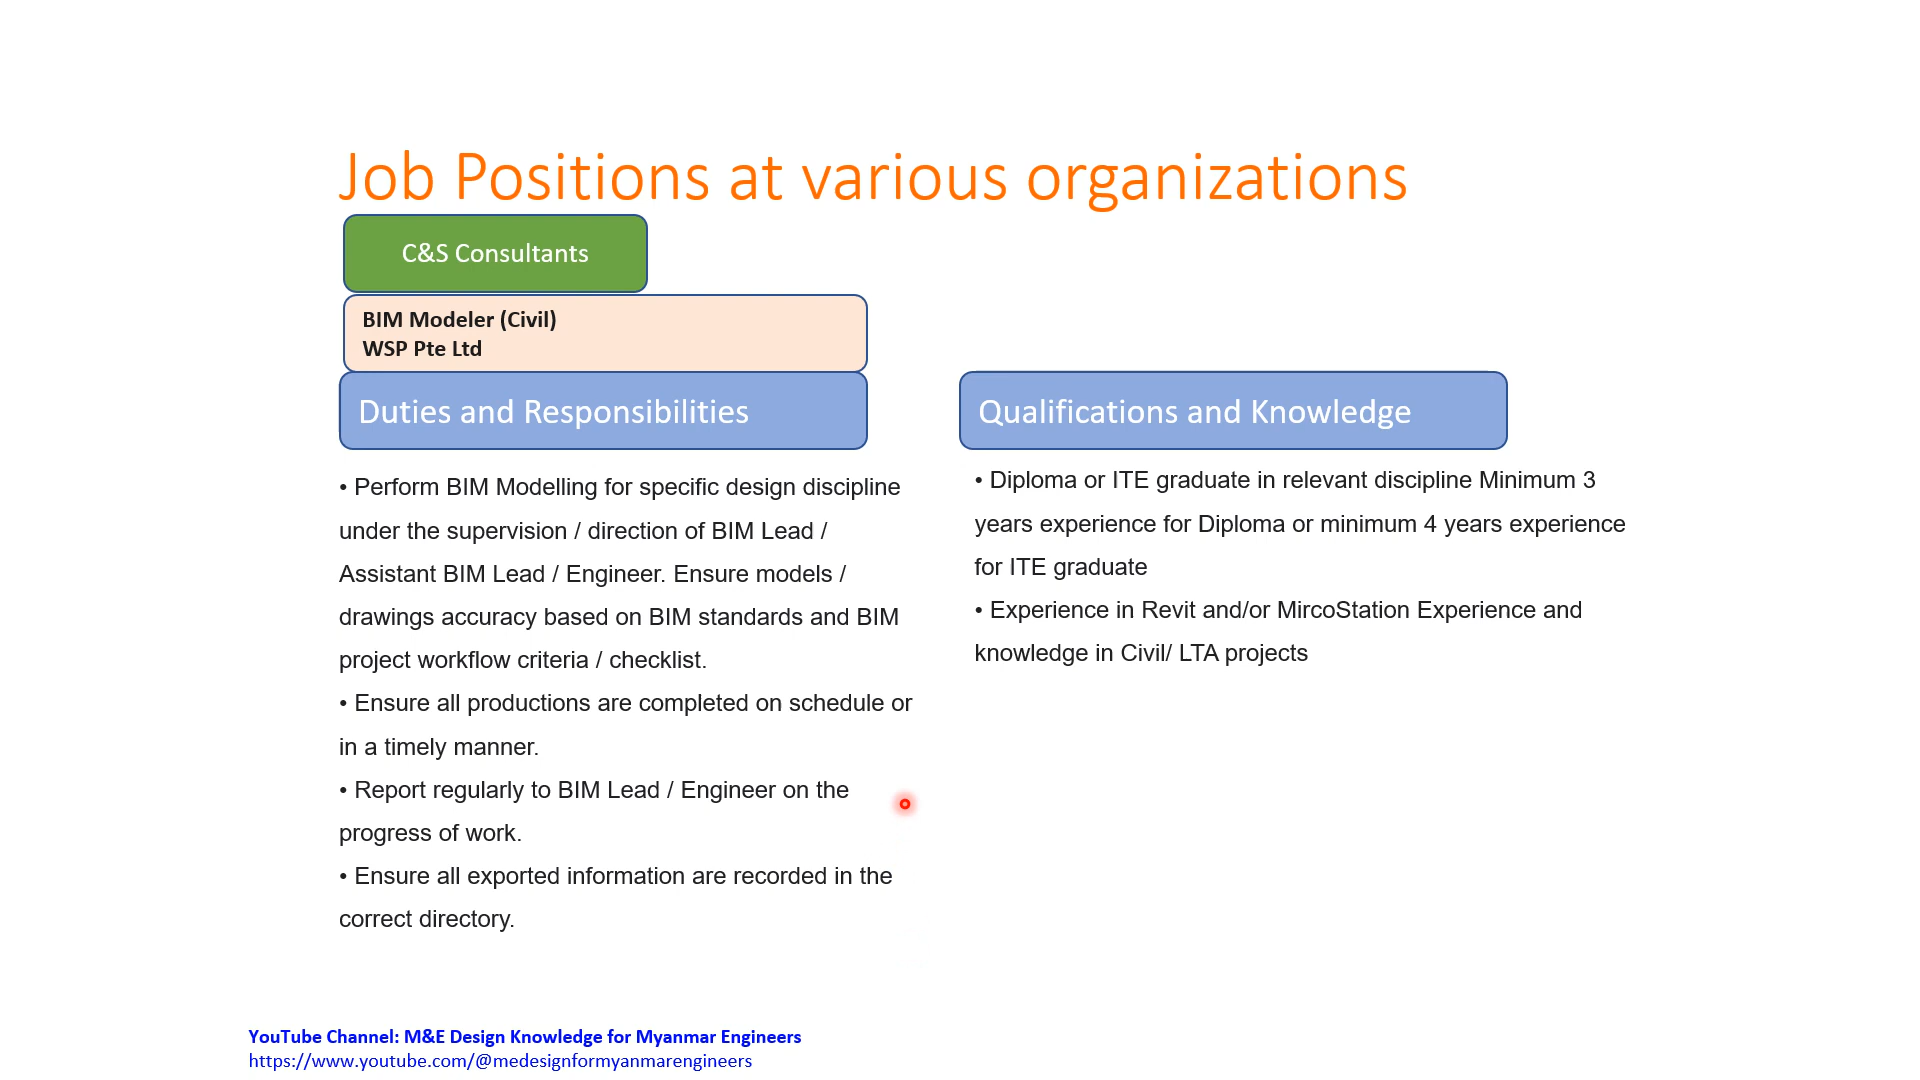 Job Positions at various organizations
C&S Consultants
BIM Modeler (Civil)
WSP Pte Ltd
Duties and Responsibilities
• Perform BIM Modelling for specific design discipline
under the supervision / direction of BIM Lead /
Assistant BIM Lead / Engineer. Ensure models /
drawings accuracy based on BIM standards and BIM
project workflow criteria / checklist.
• Ensure all productions are completed on schedule or
in a timely manner.
• Report regularly to BIM Lead / Engineer on the
progress of work.
• Ensure all exported information are recorded in the
correct directory.
Qualifications and Knowledge
• Diploma or ITE graduate in relevant discipline Minimum 3
years experience for Diploma or minimum 4 years experience
for ITE graduate
• Experience in Revit and/or MircoStation Experience and
knowledge in Civil/ LTA projects
YouTube Channel: M&E Design Knowledge for Myanmar Engineers
https://www.youtube.com/@medesignformyanmarengineers